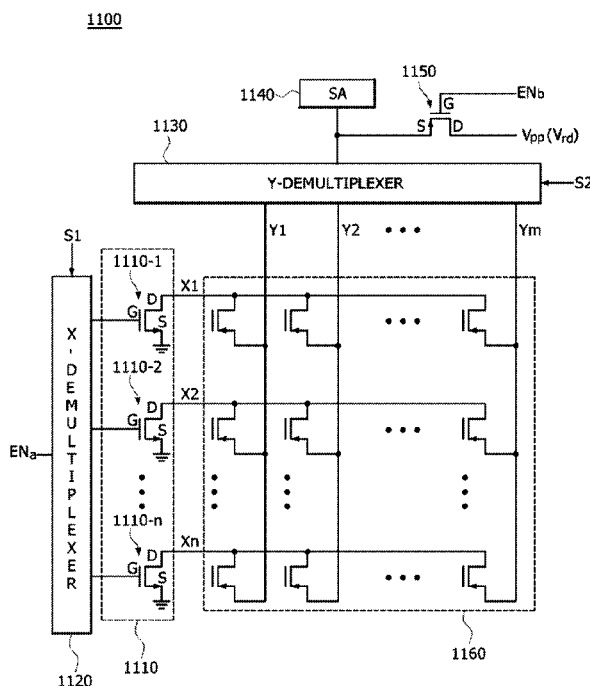 1100
1140
SA
1150
G
ENb
S
D
Vpp(Vrd)
1130
Y-DEMULTIPLEXER
S2
Y1
Y2
Ym
S1
1110-1
X1
D
G
S
1110-2
X2
D
G
S
ENa
X-DEMULTIPLEXER
1110-n
Xn
D
G
S
1120
1110
1160